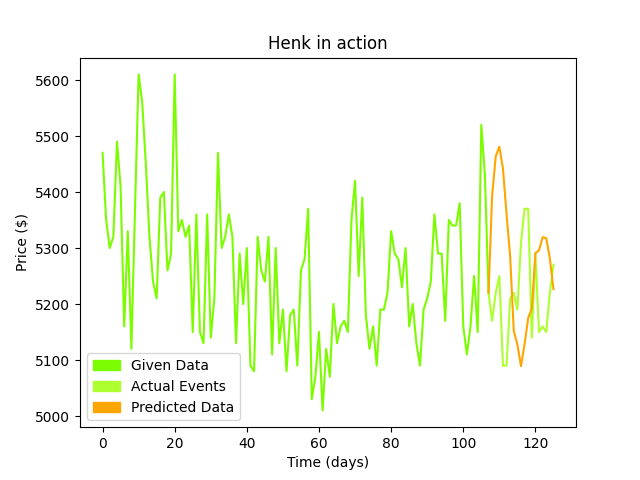 Henk in action
Price ($)
5600
5500
5400
5300
5200
5100
5000
Given Data
Actual Events
Predicted Data
0 20 40 60 80 100 120
Time (days)